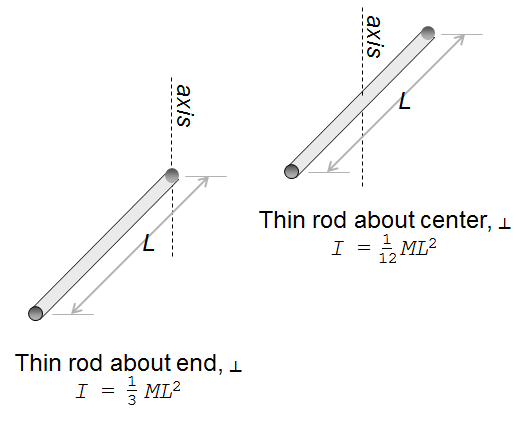 axis
L
Thin rod about end, ⊥
I = 1/3 ML²
axis
L
Thin rod about center, ⊥
I = 1/12 ML²